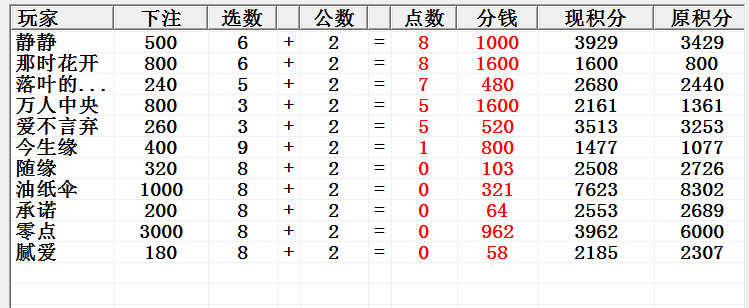 玩家 下注 选数 公数 点数 分钱 现积分 原积分
静静 500 6 + 2 = 8 1000 3929 3429
那时花开 800 6 + 2 = 8 1600 1600 800
落叶的... 240 5 + 2 = 7 480 2680 2440
万人中央 800 3 + 2 = 5 1600 2161 1361
爱不言弃 260 3 + 2 = 5 520 3513 3253
今生缘 400 9 + 2 = 1 800 1477 1077
随缘 320 8 + 2 = 0 103 2508 2726
油纸伞 1000 8 + 2 = 0 321 7623 8302
承诺 200 8 + 2 = 0 64 2553 2689
零点 3000 8 + 2 = 0 962 3962 6000
腻爱 180 8 + 2 = 0 58 2185 2307